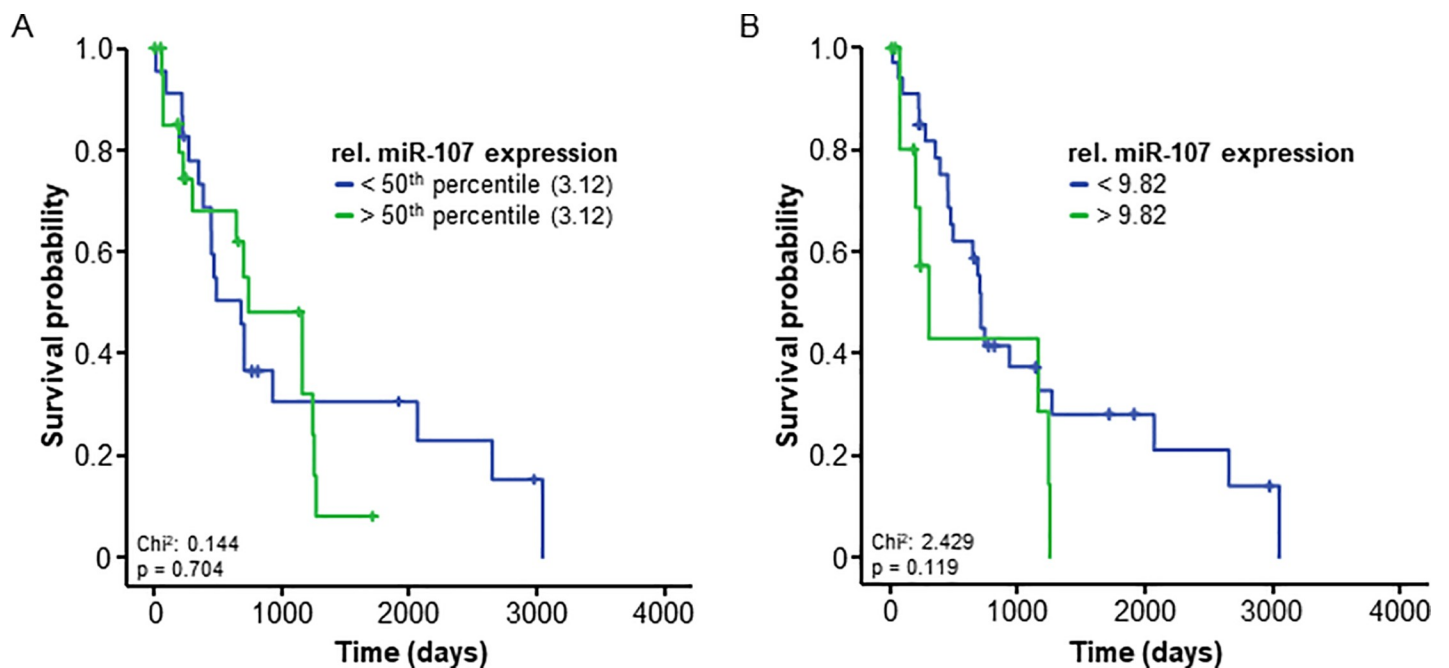 A
Survival probability
1.0
0.8
0.6
0.4
0.2
0
rel. miR-107 expression
< 50th percentile (3.12)
> 50th percentile (3.12)
Chi²: 0.144
p = 0.704
0 1000 2000 3000 4000
Time (days)
B
Survival probability
1.0
0.8
0.6
0.4
0.2
0
rel. miR-107 expression
< 9.82
> 9.82
Chi²: 2.429
p = 0.119
0 1000 2000 3000 4000
Time (days)